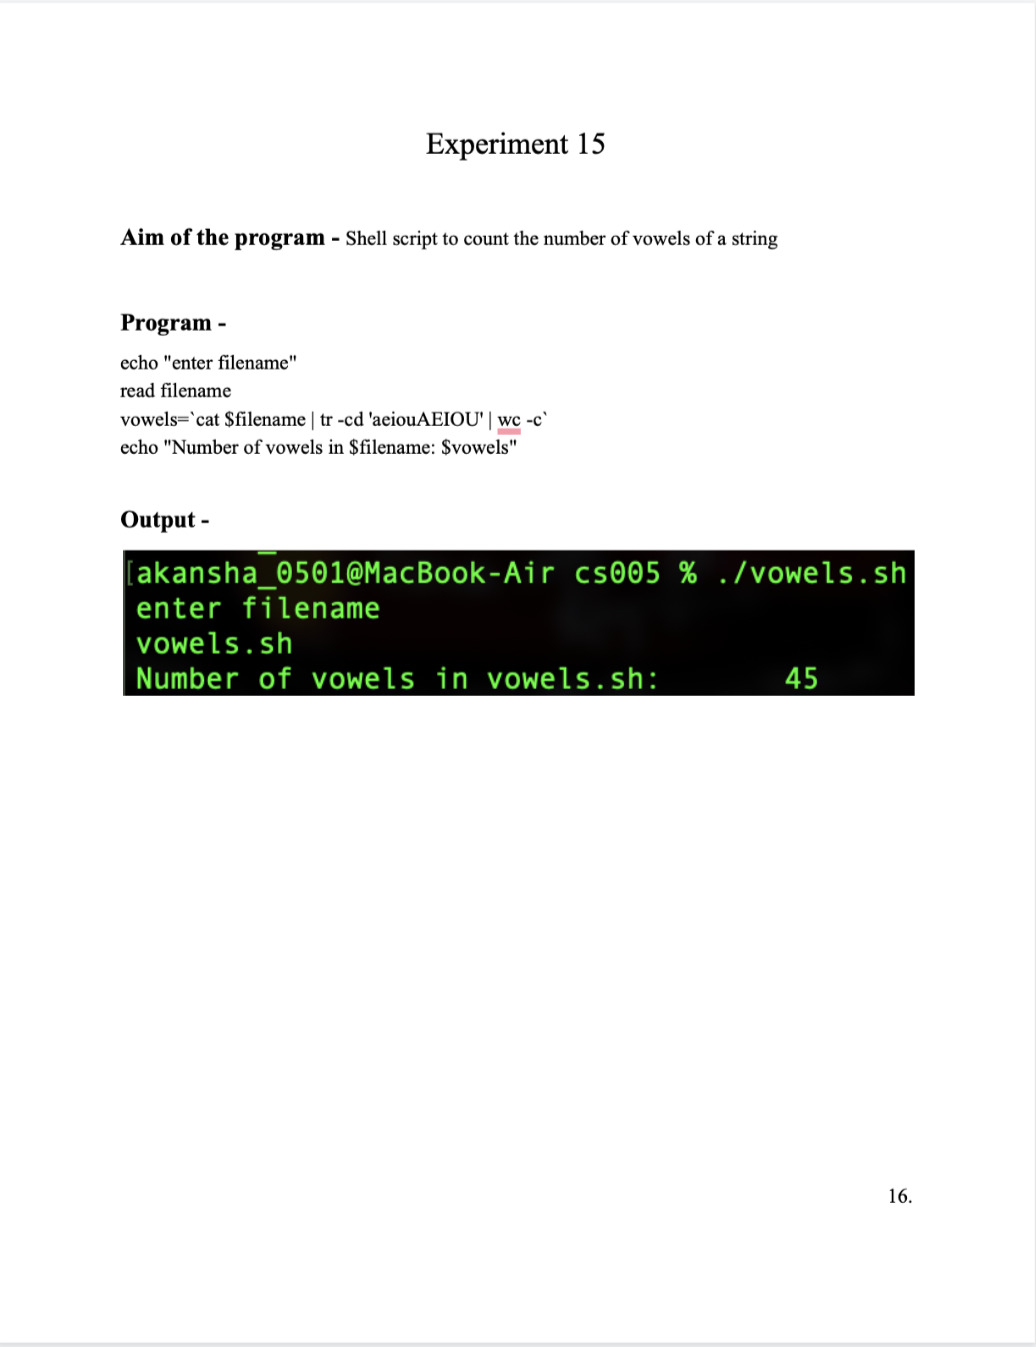 Experiment 15
Aim of the program - Shell script to count the number of vowels of a string
Program -
echo "enter filename"
read filename
vowels=`cat $filename | tr -cd 'aeiouAEIOU' | wc -c`
echo "Number of vowels in $filename: $vowels"
Output -
[akansha_0501@MacBook-Air cs005 % ./vowels.sh
enter filename
vowels.sh
Number of vowels in vowels.sh:       45
16.